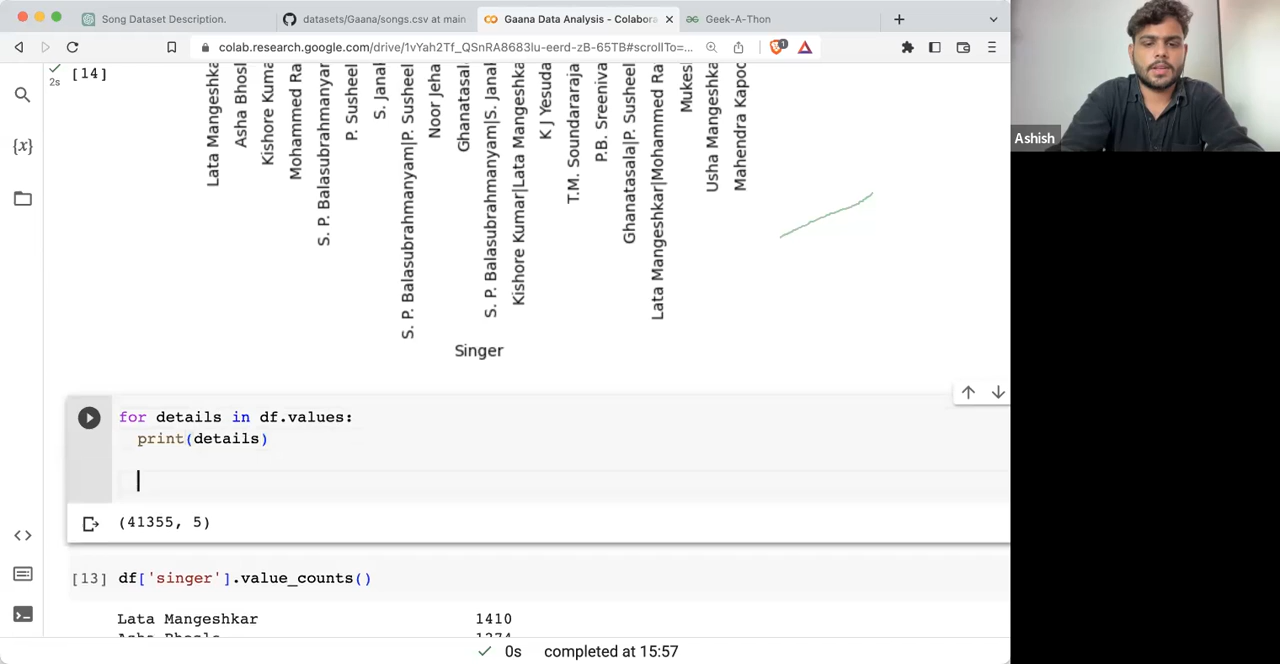 Song Dataset Description.
datasets/Gaana/songs.csv at main
Gaana Data Analysis - Colabora
Geek-A-Thon
colab.research.google.com/drive/1vYah2Tf_QSnRA8683lu-eerd-zB-65TB#scrollTo=...
1
[14]
2s
Lata Mangeshka
Asha Bhosl
Kishore Kuma
Mohammed Ra
S. P. Balasubrahmanyar
P. Susheel
S. Janal
S. P. Balasubrahmanyam|P. Susheel
Noor Jeha
Ghanatasal
S. P. Balasubrahmanyam|S. Janal
Kishore Kumar|Lata Mangeshka
K J Yesuda
T.M. Soundararaja
P.B. Sreeniva
Ghanatasala|P. Susheel
Lata Mangeshkar|Mohammed Ra
Mukes
Usha Mangeshka
Mahendra Kapoo
Singer
Ashish
{x}
for details in df.values:
print(details)
(41355, 5)
[13] df['singer'].value_counts()
Lata Mangeshkar 1410
Asha Bhosle 1274
0s completed at 15:57